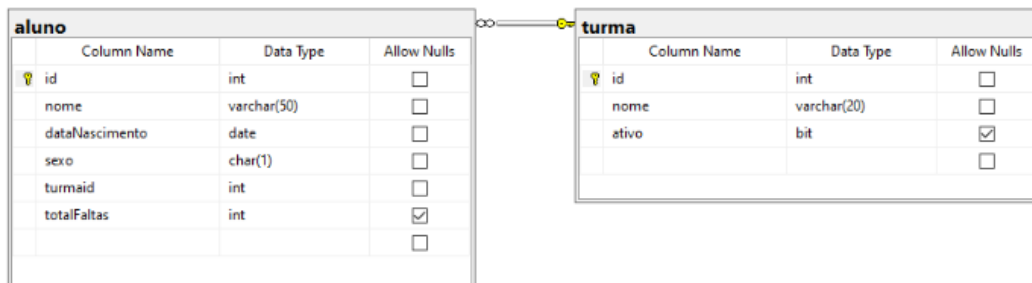 aluno
Column Name Data Type Allow Nulls
id int
nome varchar(50)
dataNascimento date
sexo char(1)
turmaid int
totalFaltas int
turma
Column Name Data Type Allow Nulls
id int
nome varchar(20)
ativo bit